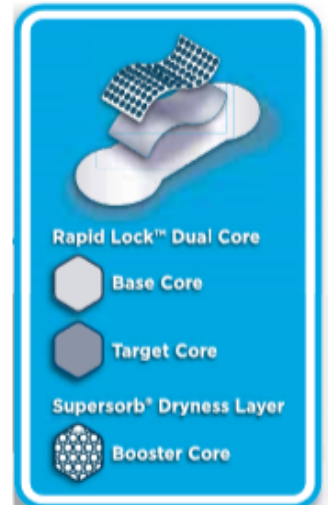 Rapid Lock™ Dual Core
Base Core
Target Core
Supersorb® Dryness Layer
Booster Core